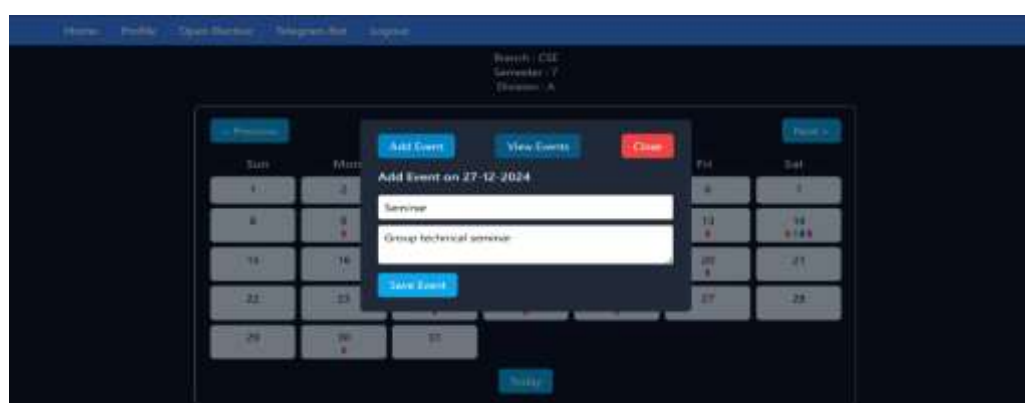 Home Profile Open Elective Telegram Bot Logout
Branch : CSE
Semester : 7
Division : A
Next >
Add Event View Events Close
Sun Mon Fri Sat
Add Event on 27-12-2024
1 2 6 7
Seminar
8 9 13 14
Group technical seminar
15 16 20 21
Save Event
22 23 27 28
29 30 31
Today